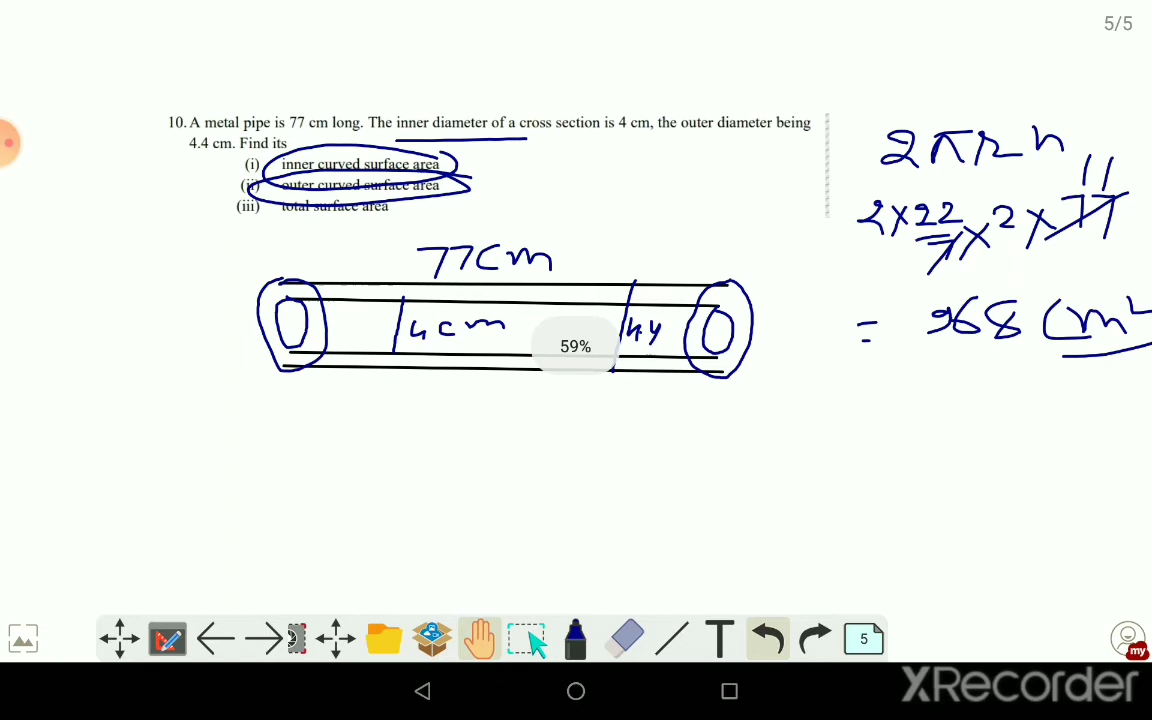 5/5
10. A metal pipe is 77 cm long. The inner diameter of a cross section is 4 cm, the outer diameter being
4.4 cm. Find its
(i) inner curved surface area
(ii) outer curved surface area
(iii) total surface area
2πrh
11
2×22/7×2×77
= 968 cm²
77cm
4cm
4.4
59%
T
5
my
XRecorder